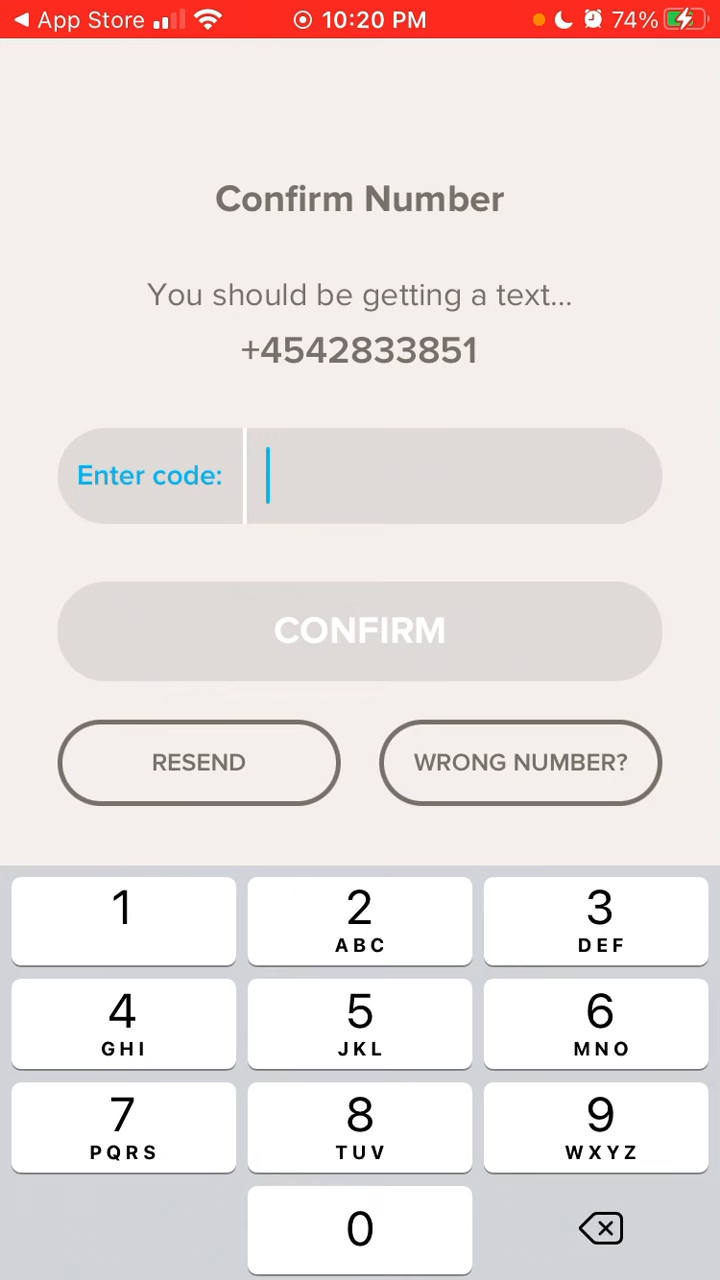 App Store 10:20 PM 74%
Confirm Number
You should be getting a text...
+4542833851
Enter code:
CONFIRM
RESEND WRONG NUMBER?
1 2 3
ABC DEF
4 5 6
GHI JKL MNO
7 8 9
PQRS TUV WXYZ
0